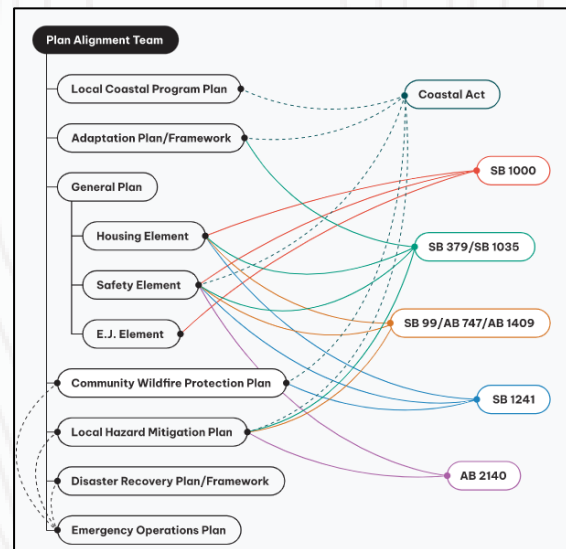 Plan Alignment Team
Local Coastal Program Plan
Coastal Act
Adaptation Plan/Framework
SB 1000
General Plan
Housing Element
SB 379/SB 1035
Safety Element
SB 99/AB 747/AB 1409
E.J. Element
Community Wildfire Protection Plan
SB 1241
Local Hazard Mitigation Plan
AB 2140
Disaster Recovery Plan/Framework
Emergency Operations Plan